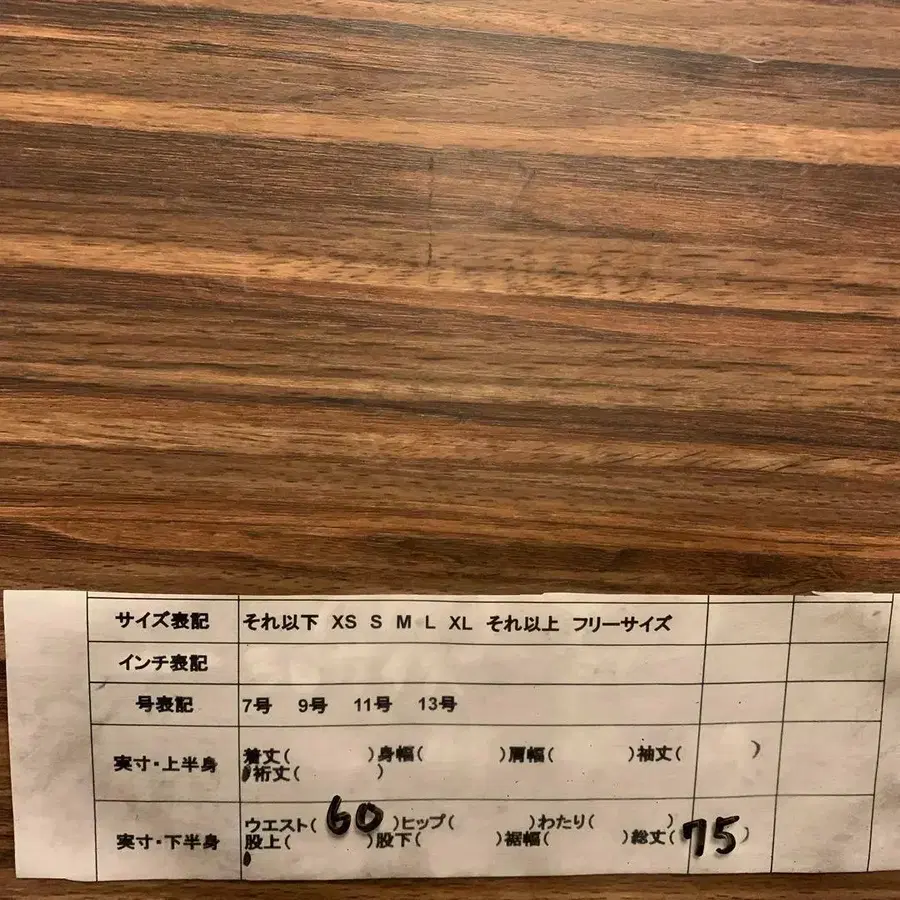 サイズ表記 それ以下 XS S M L XL それ以上 フリーサイズ
インチ表記
号表記 7号 9号 11号 13号
実寸・上半身 着丈( )身幅( )肩幅( )袖丈( )
裄丈( )
実寸・下半身 ウエスト( 60 )ヒップ( )わたり( )
股上( )股下( )裾幅( )総丈( 75 )